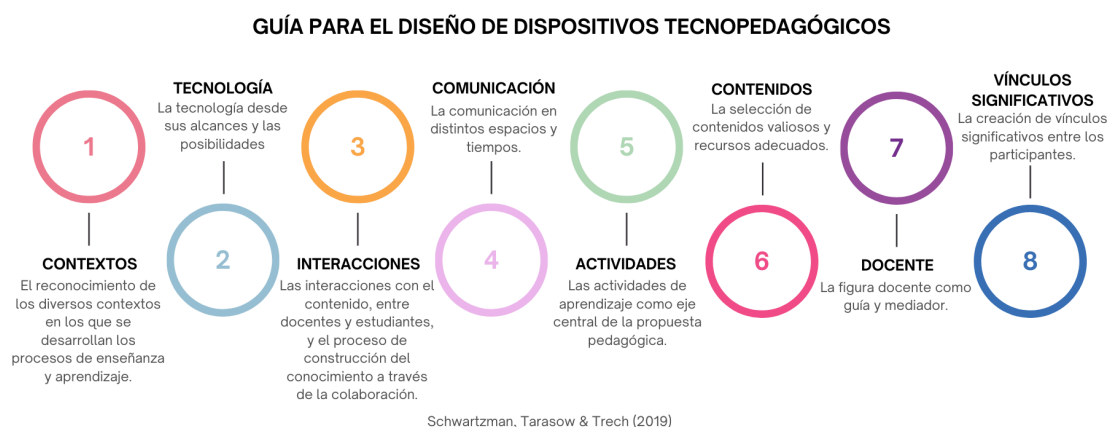 GUÍA PARA EL DISEÑO DE DISPOSITIVOS TECNOPEDAGÓGICOS
1
CONTEXTOS
El reconocimiento de
los diversos contextos
en los que se
desarrollan los
procesos de enseñanza
y aprendizaje.
TECNOLOGÍA
La tecnología desde
sus alcances y las
posibilidades
2
3
INTERACCIONES
Las interacciones con el
contenido, entre
docentes y estudiantes,
y el proceso de
construcción del
conocimiento a través
de la colaboración.
COMUNICACIÓN
La comunicación en
distintos espacios y
tiempos.
4
5
ACTIVIDADES
Las actividades de
aprendizaje como eje
central de la propuesta
pedagógica.
CONTENIDOS
La selección de
contenidos valiosos y
recursos adecuados.
6
7
DOCENTE
La figura docente como
guía y mediador.
VÍNCULOS
SIGNIFICATIVOS
La creación de vínculos
significativos entre los
participantes.
8
Schwartzman, Tarasow & Trech (2019)